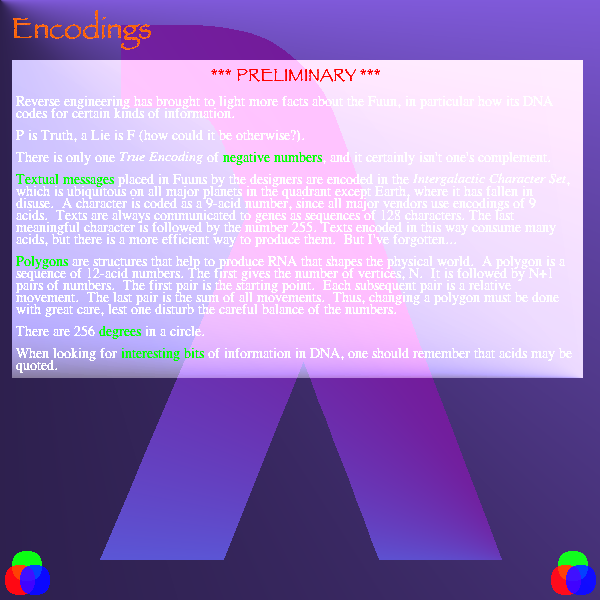 Encodings
*** PRELIMINARY ***
Reverse engineering has brought to light more facts about the Fuun, in particular how its DNA
codes for certain kinds of information.
P is Truth, a Lie is F (how could it be otherwise?).
There is only one True Encoding of negative numbers, and it certainly isn't one's complement.
Textual messages placed in Fuuns by the designers are encoded in the Intergalactic Character Set,
which is ubiquitous on all major planets in the quadrant except Earth, where it has fallen in
disuse.  A character is coded as a 9-acid number, since all major vendors use encodings of 9
acids.  Texts are always communicated to genes as sequences of 128 characters. The last
meaningful character is followed by the number 255. Texts encoded in this way consume many
acids, but there is a more efficient way to produce them.  But I've forgotten...
Polygons are structures that help to produce RNA that shapes the physical world.  A polygon is a
sequence of 12-acid numbers. The first gives the number of vertices, N.  It is followed by N+1
pairs of numbers.  The first pair is the starting point.  Each subsequent pair is a relative
movement.  The last pair is the sum of all movements.  Thus, changing a polygon must be done
with great care, lest one disturb the careful balance of the numbers.
There are 256 degrees in a circle.
When looking for interesting bits of information in DNA, one should remember that acids may be
quoted.